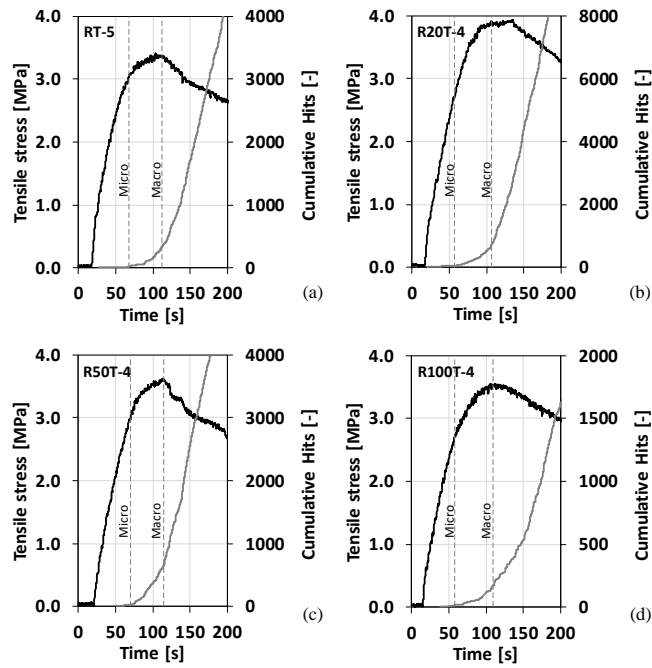 RT-5
Tensile stress [MPa]
4.0
3.0
2.0
1.0
0.0
4000
3000
2000
1000
0
Cumulative Hits [-]
Micro
Macro
0 50 100 150 200
Time [s]
(a)
R20T-4
Tensile stress [MPa]
4.0
3.0
2.0
1.0
0.0
8000
6000
4000
2000
0
Cumulative Hits [-]
Micro
Macro
0 50 100 150 200
Time [s]
(b)
R50T-4
Tensile stress [MPa]
4.0
3.0
2.0
1.0
0.0
4000
3000
2000
1000
0
Cumulative Hits [-]
Micro
Macro
0 50 100 150 200
Time [s]
(c)
R100T-4
Tensile stress [MPa]
4.0
3.0
2.0
1.0
0.0
2000
1500
1000
500
0
Cumulative Hits [-]
Micro
Macro
0 50 100 150 200
Time [s]
(d)